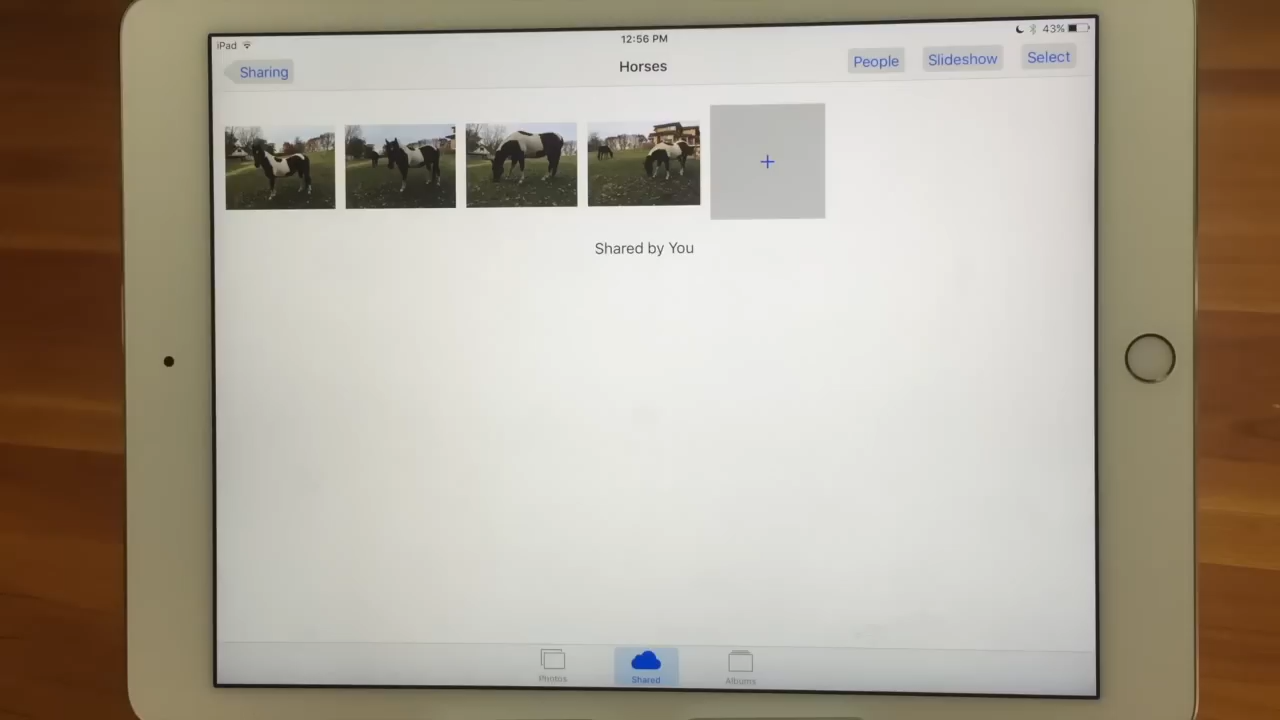 iPad
12:56 PM
43%
Sharing
Horses
People
Slideshow
Select
+
Shared by You
Photos
Shared
Albums